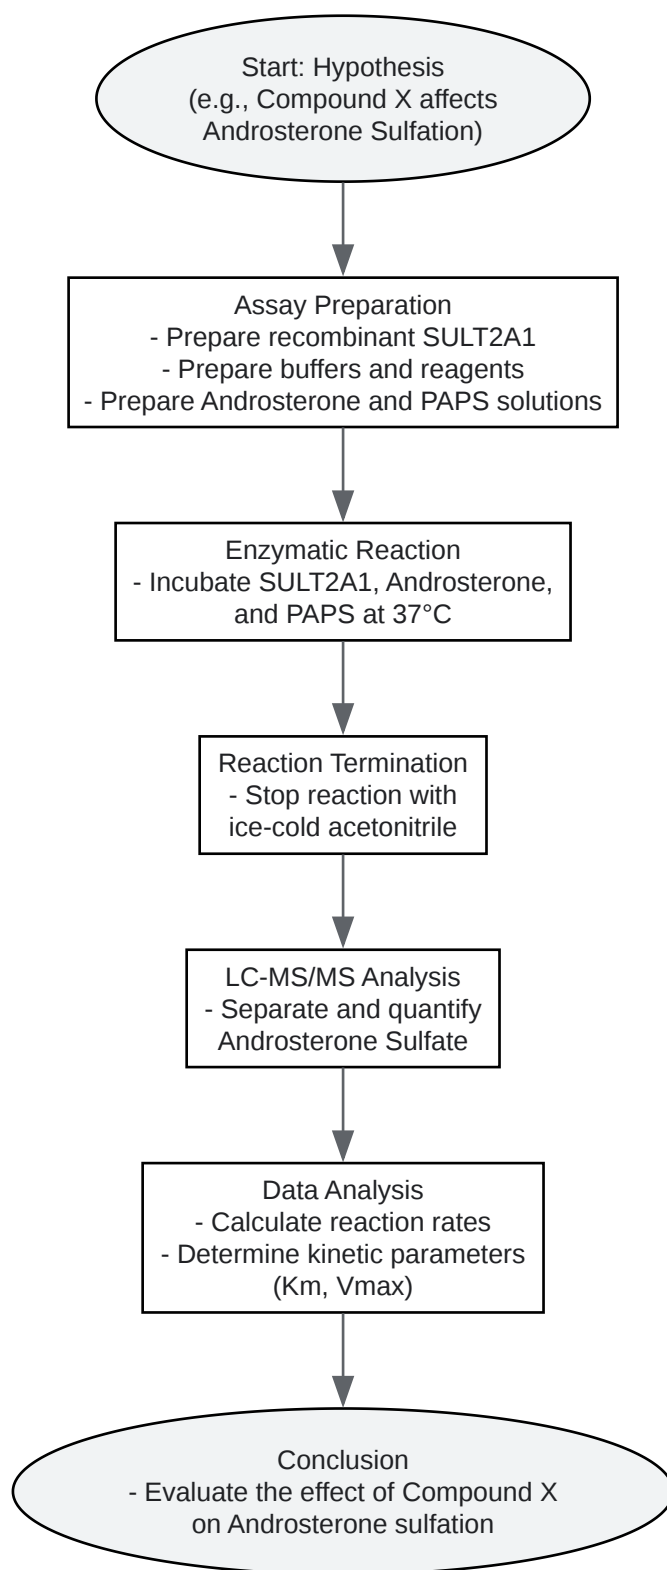 Start: Hypothesis
(e.g., Compound X affects
Androsterone Sulfation)
Assay Preparation
- Prepare recombinant SULT2A1
- Prepare buffers and reagents
- Prepare Androsterone and PAPS solutions
Enzymatic Reaction
- Incubate SULT2A1, Androsterone,
and PAPS at 37°C
Reaction Termination
- Stop reaction with
ice-cold acetonitrile
LC-MS/MS Analysis
- Separate and quantify
Androsterone Sulfate
Data Analysis
- Calculate reaction rates
- Determine kinetic parameters
(Km, Vmax)
Conclusion
- Evaluate the effect of Compound X
on Androsterone sulfation